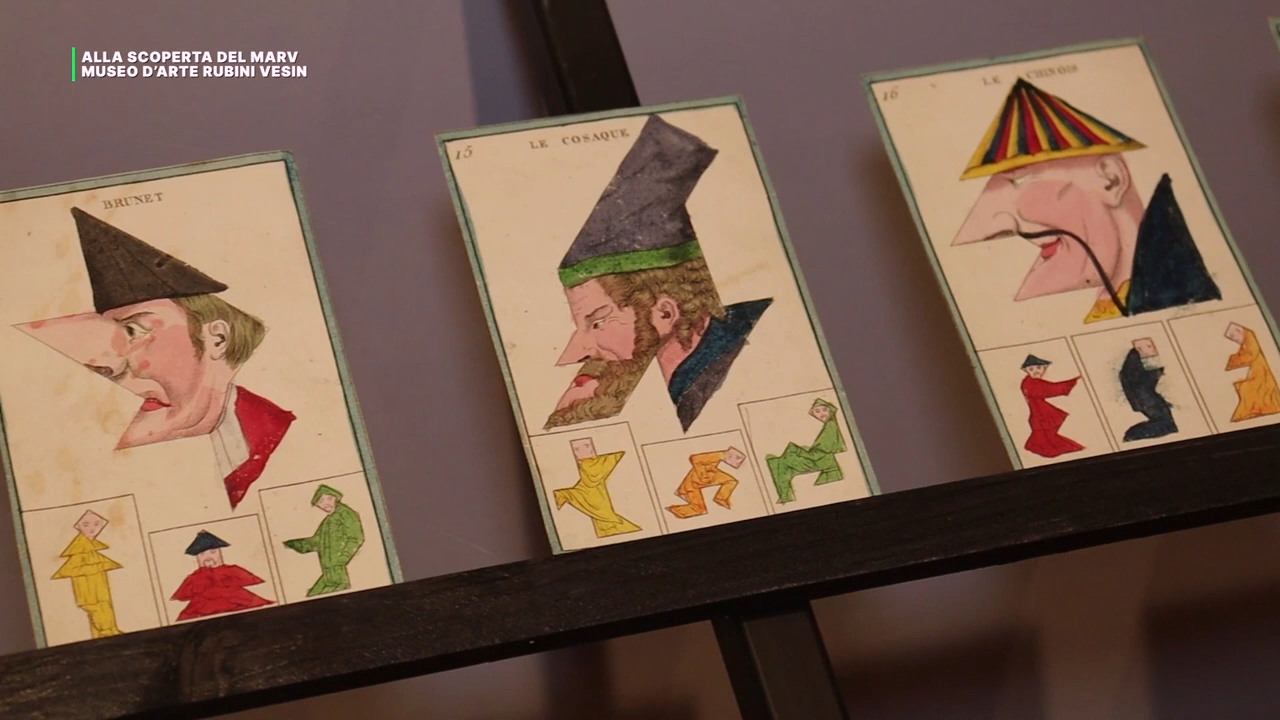 ALLA SCOPERTA DEL MARV
MUSEO D'ARTE RUBINI VESIN
BRUNET
15
LE COSAQUE
16
LE CHINOIS